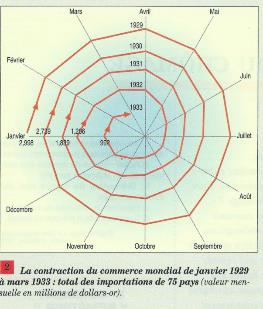 Mars
Avril
Mai
1929
1930
1931
1932
1933
Février
Juin
Janvier
2,998
2,739
1,839
1,206
992
Juillet
Décembre
Août
Novembre
Octobre
Septembre
2 La contraction du commerce mondial de janvier 1929
à mars 1933 : total des importations de 75 pays (valeur men-
suelle en millions de dollars-or).